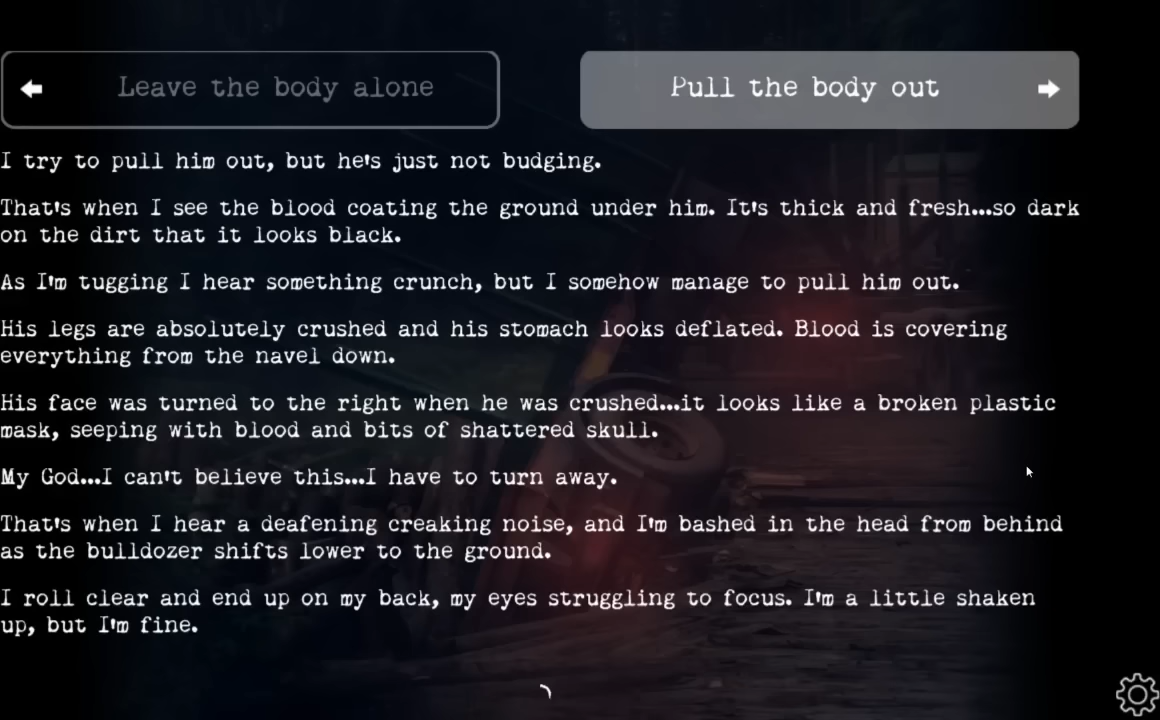 Leave the body alone
Pull the body out
I try to pull him out, but he's just not budging.
That's when I see the blood coating the ground under him. It's thick and fresh...so dark
on the dirt that it looks black.
As I'm tugging I hear something crunch, but I somehow manage to pull him out.
His legs are absolutely crushed and his stomach looks deflated. Blood is covering
everything from the navel down.
His face was turned to the right when he was crushed...it looks like a broken plastic
mask, seeping with blood and bits of shattered skull.
My God...I can't believe this...I have to turn away.
That's when I hear a deafening creaking noise, and I'm bashed in the head from behind
as the bulldozer shifts lower to the ground.
I roll clear and end up on my back, my eyes struggling to focus. I'm a little shaken
up, but I'm fine.